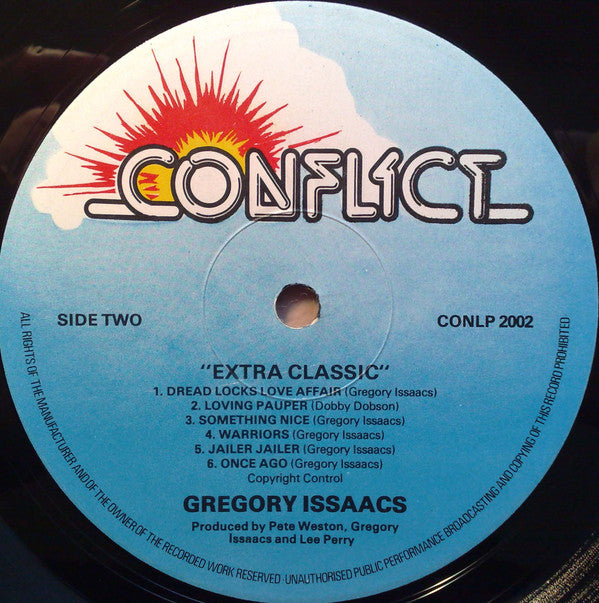 CONFLICT
SIDE TWO
CONLP 2002
"EXTRA CLASSIC"
1. DREAD LOCKS LOVE AFFAIR (Gregory Issaacs)
2. LOVING PAUPER (Dobby Dobson)
3. SOMETHING NICE (Gregory Issaacs)
4. WARRIORS (Gregory Issaacs)
5. JAILER JAILER (Gregory Issaacs)
6. ONCE AGO (Gregory Issaacs)
Copyright Control
GREGORY ISSAACS
Produced by Pete Weston, Gregory
Issaacs and Lee Perry
ALL RIGHTS OF THE MANUFACTURER AND OF THE OWNER OF THE RECORDED WORK RESERVED · UNAUTHORISED PUBLIC PERFORMANCE BROADCASTING AND COPYING OF THIS RECORD PROHIBITED